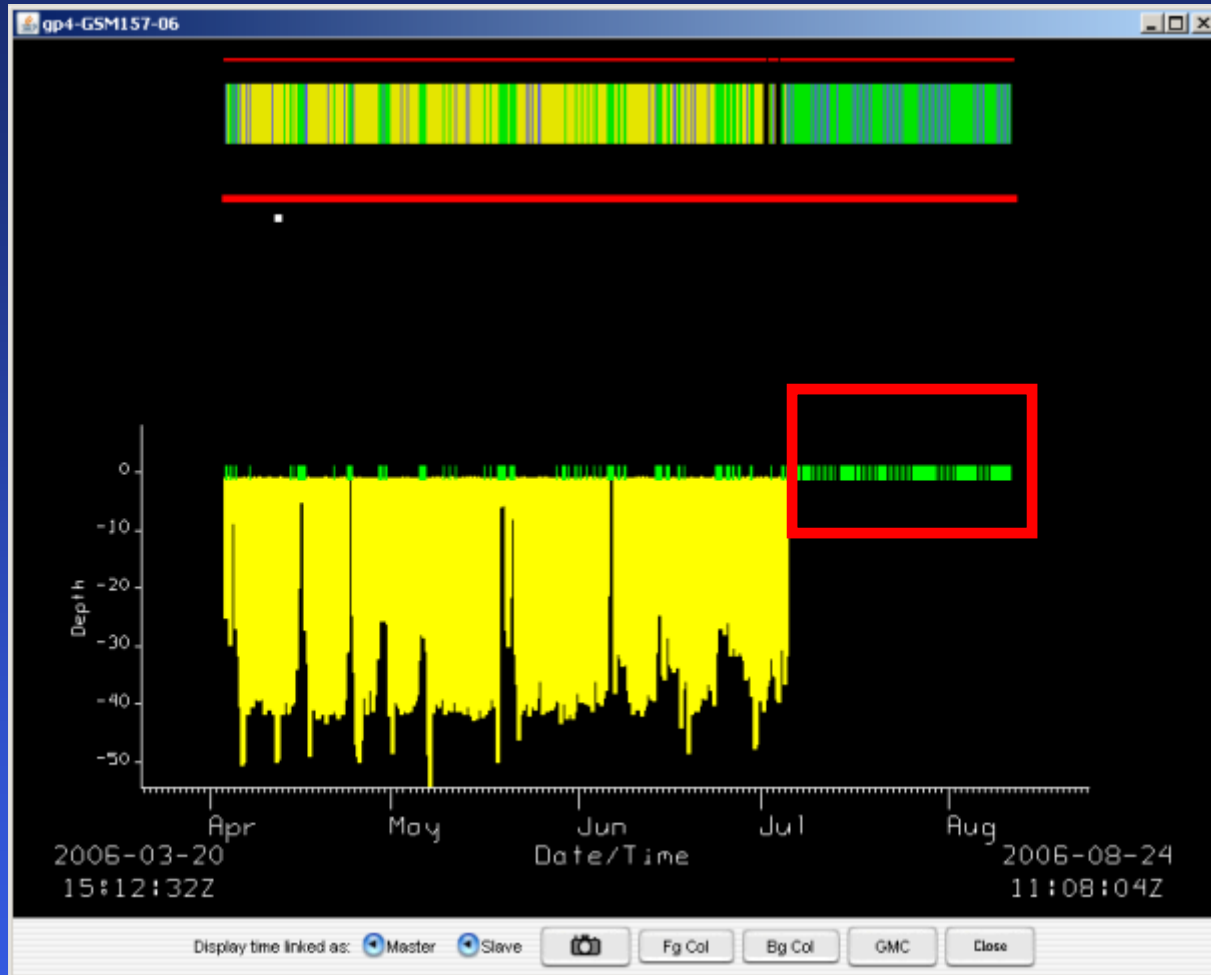 gp4-GSM157-06
0
-10
-20
-30
-40
-50
Depth
Apr May Jun Jul Aug
2006-03-20 Date/Time 2006-08-24
15:12:32Z 11:08:04Z
Display time linked as: Master Slave Fg Col Bg Col GMC Close